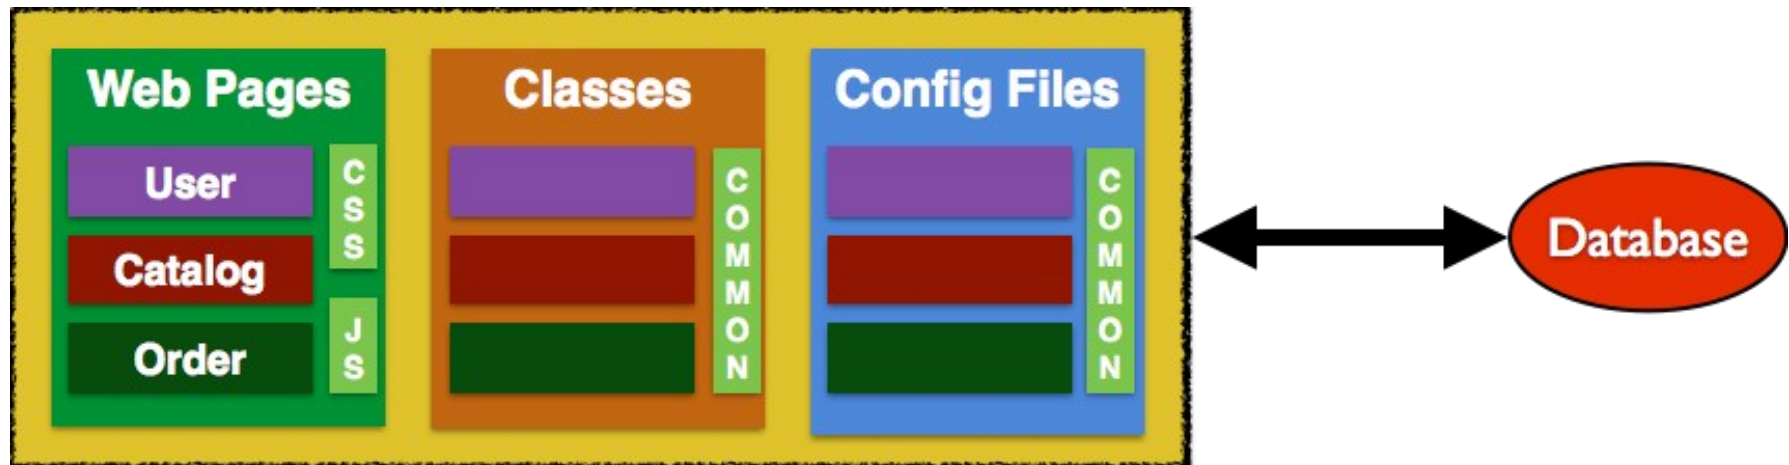 Web Pages
User
Catalog
Order
CSS
JS
Classes
COMMON
Config Files
COMMON
Database